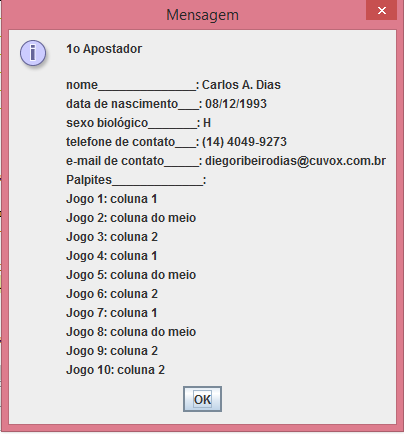 Mensagem
1o Apostador
nome_______________: Carlos A. Dias
data de nascimento___: 08/12/1993
sexo biológico_______: H
telefone de contato___: (14) 4049-9273
e-mail de contato_____: diegoribeirodias@cuvox.com.br
Palpites______________:
Jogo 1: coluna 1
Jogo 2: coluna do meio
Jogo 3: coluna 2
Jogo 4: coluna 1
Jogo 5: coluna do meio
Jogo 6: coluna 2
Jogo 7: coluna 1
Jogo 8: coluna do meio
Jogo 9: coluna 2
Jogo 10: coluna 2
OK